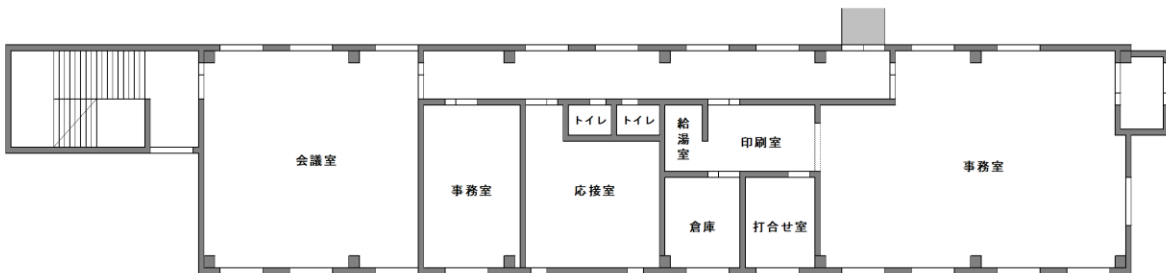 会議室
事務室
応接室
トイレ
トイレ
給湯室
印刷室
倉庫
打合せ室
事務室